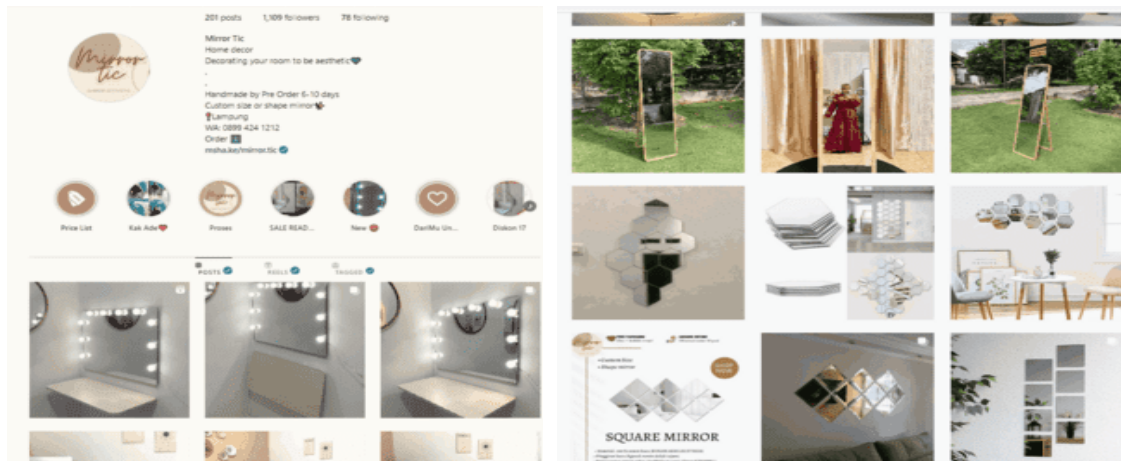 201 posts 1,109 followers 78 following
Mirror Tic
Home decor
Decorating your room to be aesthetic
.
.
Handmade by Pre Order 6-10 days
Custom size or shape mirror
Lampung
WA: 0899 424 1212
Order
msha.ke/mirror.tic
Mirror
tic
Price List Kak Ade Proses SALE READ... New DariMu Un... Diskon 17
POSTS REELS TAGGED
SQUARE MIRROR